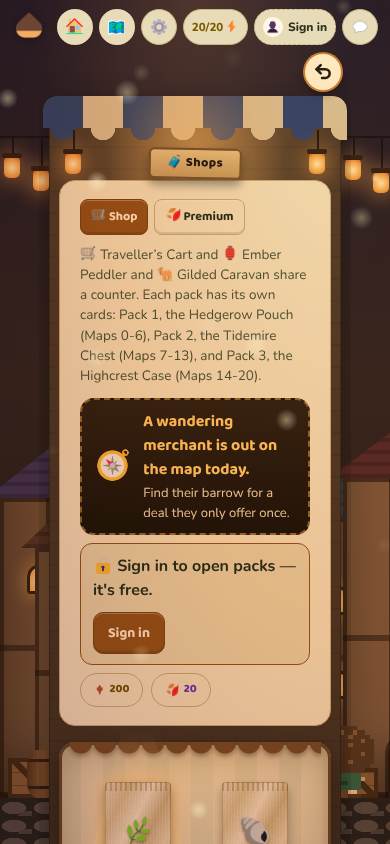 20/20
Sign in
Shops
Shop
Premium
Traveller's Cart and Ember
Peddler and Gilded Caravan share
a counter. Each pack has its own
cards: Pack 1, the Hedgerow Pouch
(Maps 0-6), Pack 2, the Tidemire
Chest (Maps 7-13), and Pack 3, the
Highcrest Case (Maps 14-20).
A wandering
merchant is out on
the map today.
Find their barrow for a
deal they only offer once.
Sign in to open packs —
it's free.
Sign in
200
20